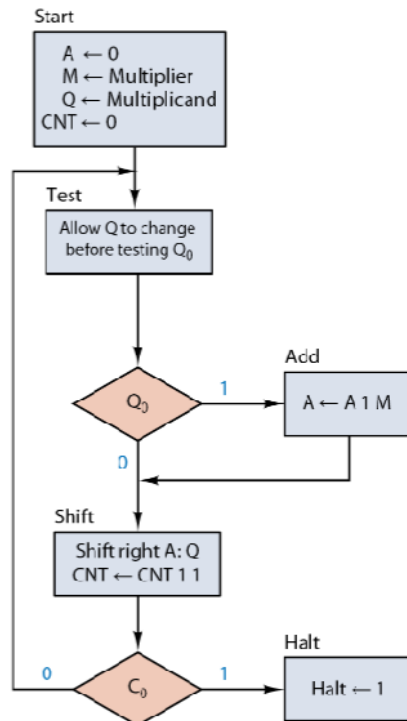 Start
A ← 0
M ← Multiplier
Q ← Multiplicand
CNT ← 0
Test
Allow Q to change
before testing Q₀
Q₀
1
Add
A ← A 1 M
0
Shift
Shift right A: Q
CNT ← CNT 1 1
C₀
0
1
Halt
Halt ← 1